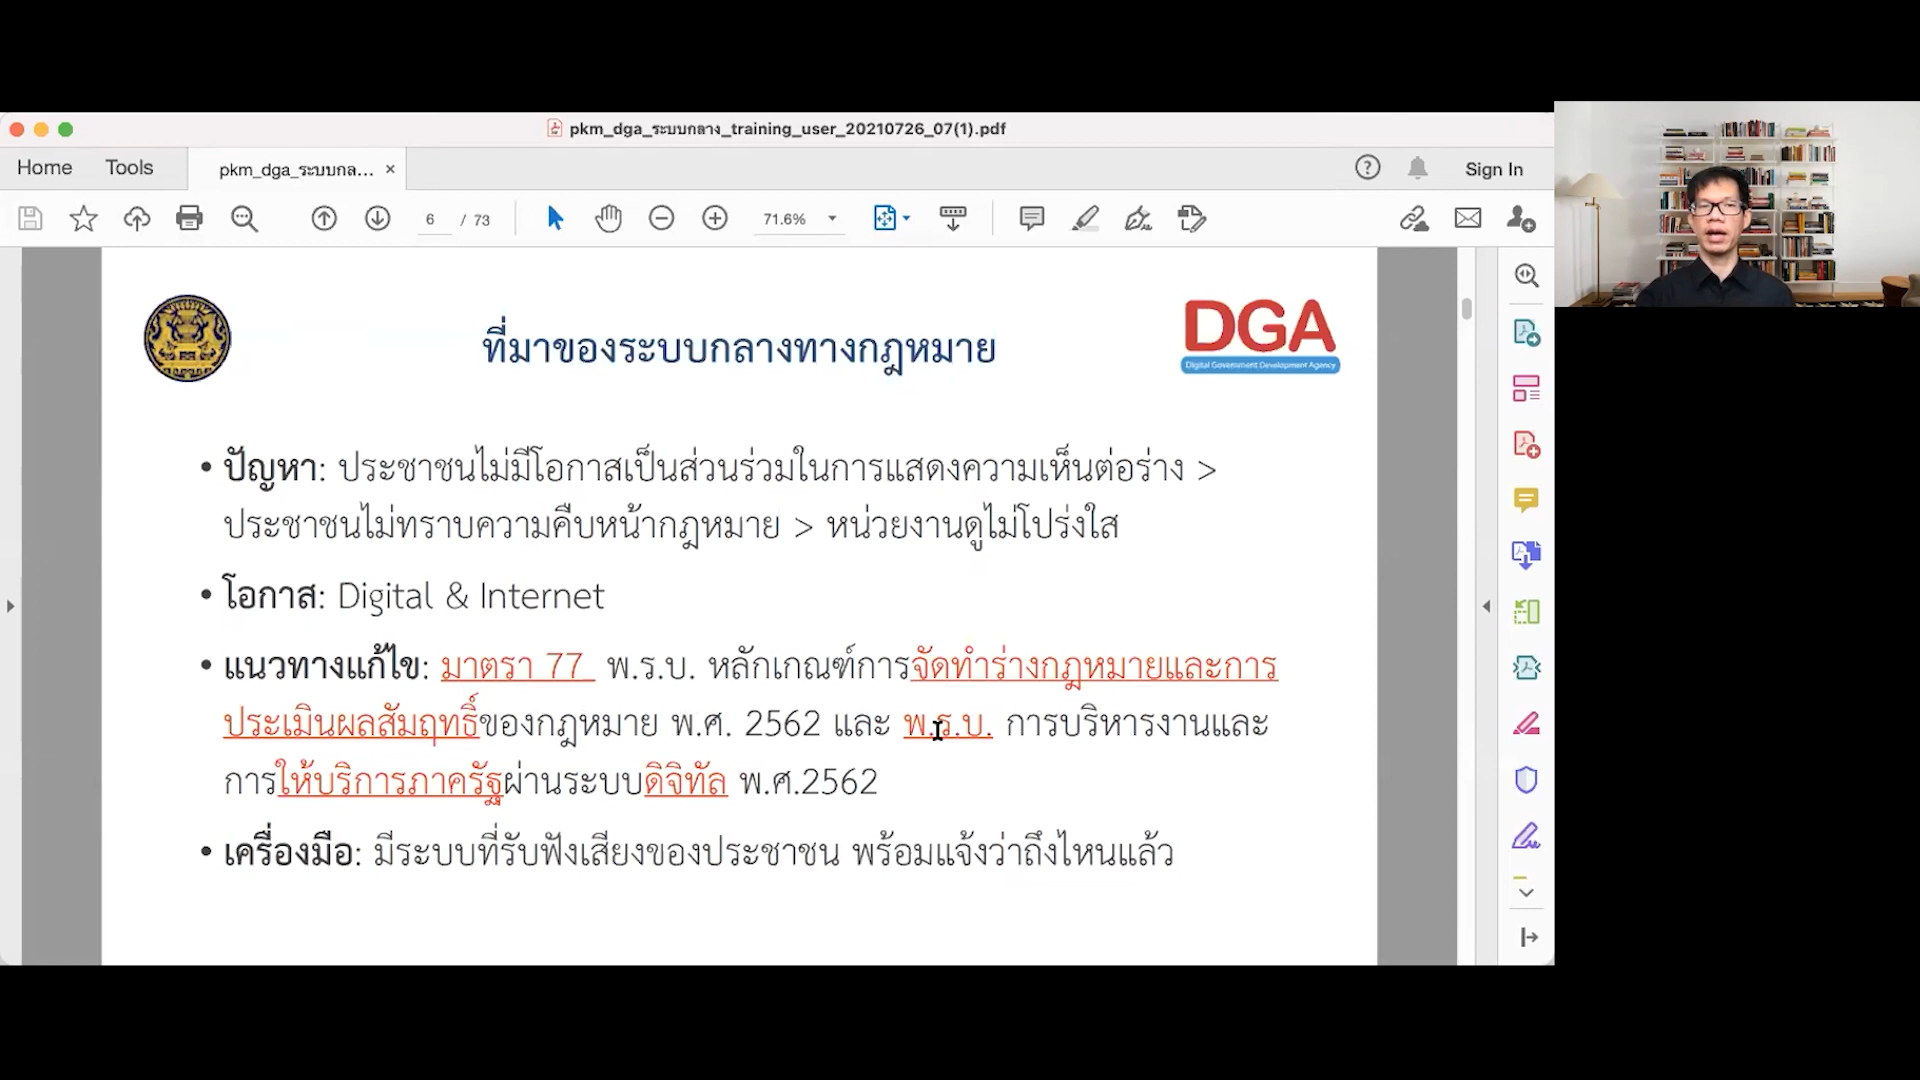 pkm_dga_ระบบกลาง_training_user_20210726_07(1).pdf
Home Tools pkm_dga_ระบบกล... × Sign In
6 / 73 71.6%
ที่มาของระบบกลางทางกฎหมาย
DGA
Digital Government Development Agency
• ปัญหา: ประชาชนไม่มีโอกาสเป็นส่วนร่วมในการแสดงความเห็นต่อร่าง >
ประชาชนไม่ทราบความคืบหน้ากฎหมาย > หน่วยงานดูไม่โปร่งใส
• โอกาส: Digital & Internet
• แนวทางแก้ไข: มาตรา 77 พ.ร.บ. หลักเกณฑ์การจัดทำร่างกฎหมายและการ
ประเมินผลสัมฤทธิ์ของกฎหมาย พ.ศ. 2562 และ พ.ร.บ. การบริหารงานและ
การให้บริการภาครัฐผ่านระบบดิจิทัล พ.ศ.2562
• เครื่องมือ: มีระบบที่รับฟังเสียงของประชาชน พร้อมแจ้งว่าถึงไหนแล้ว